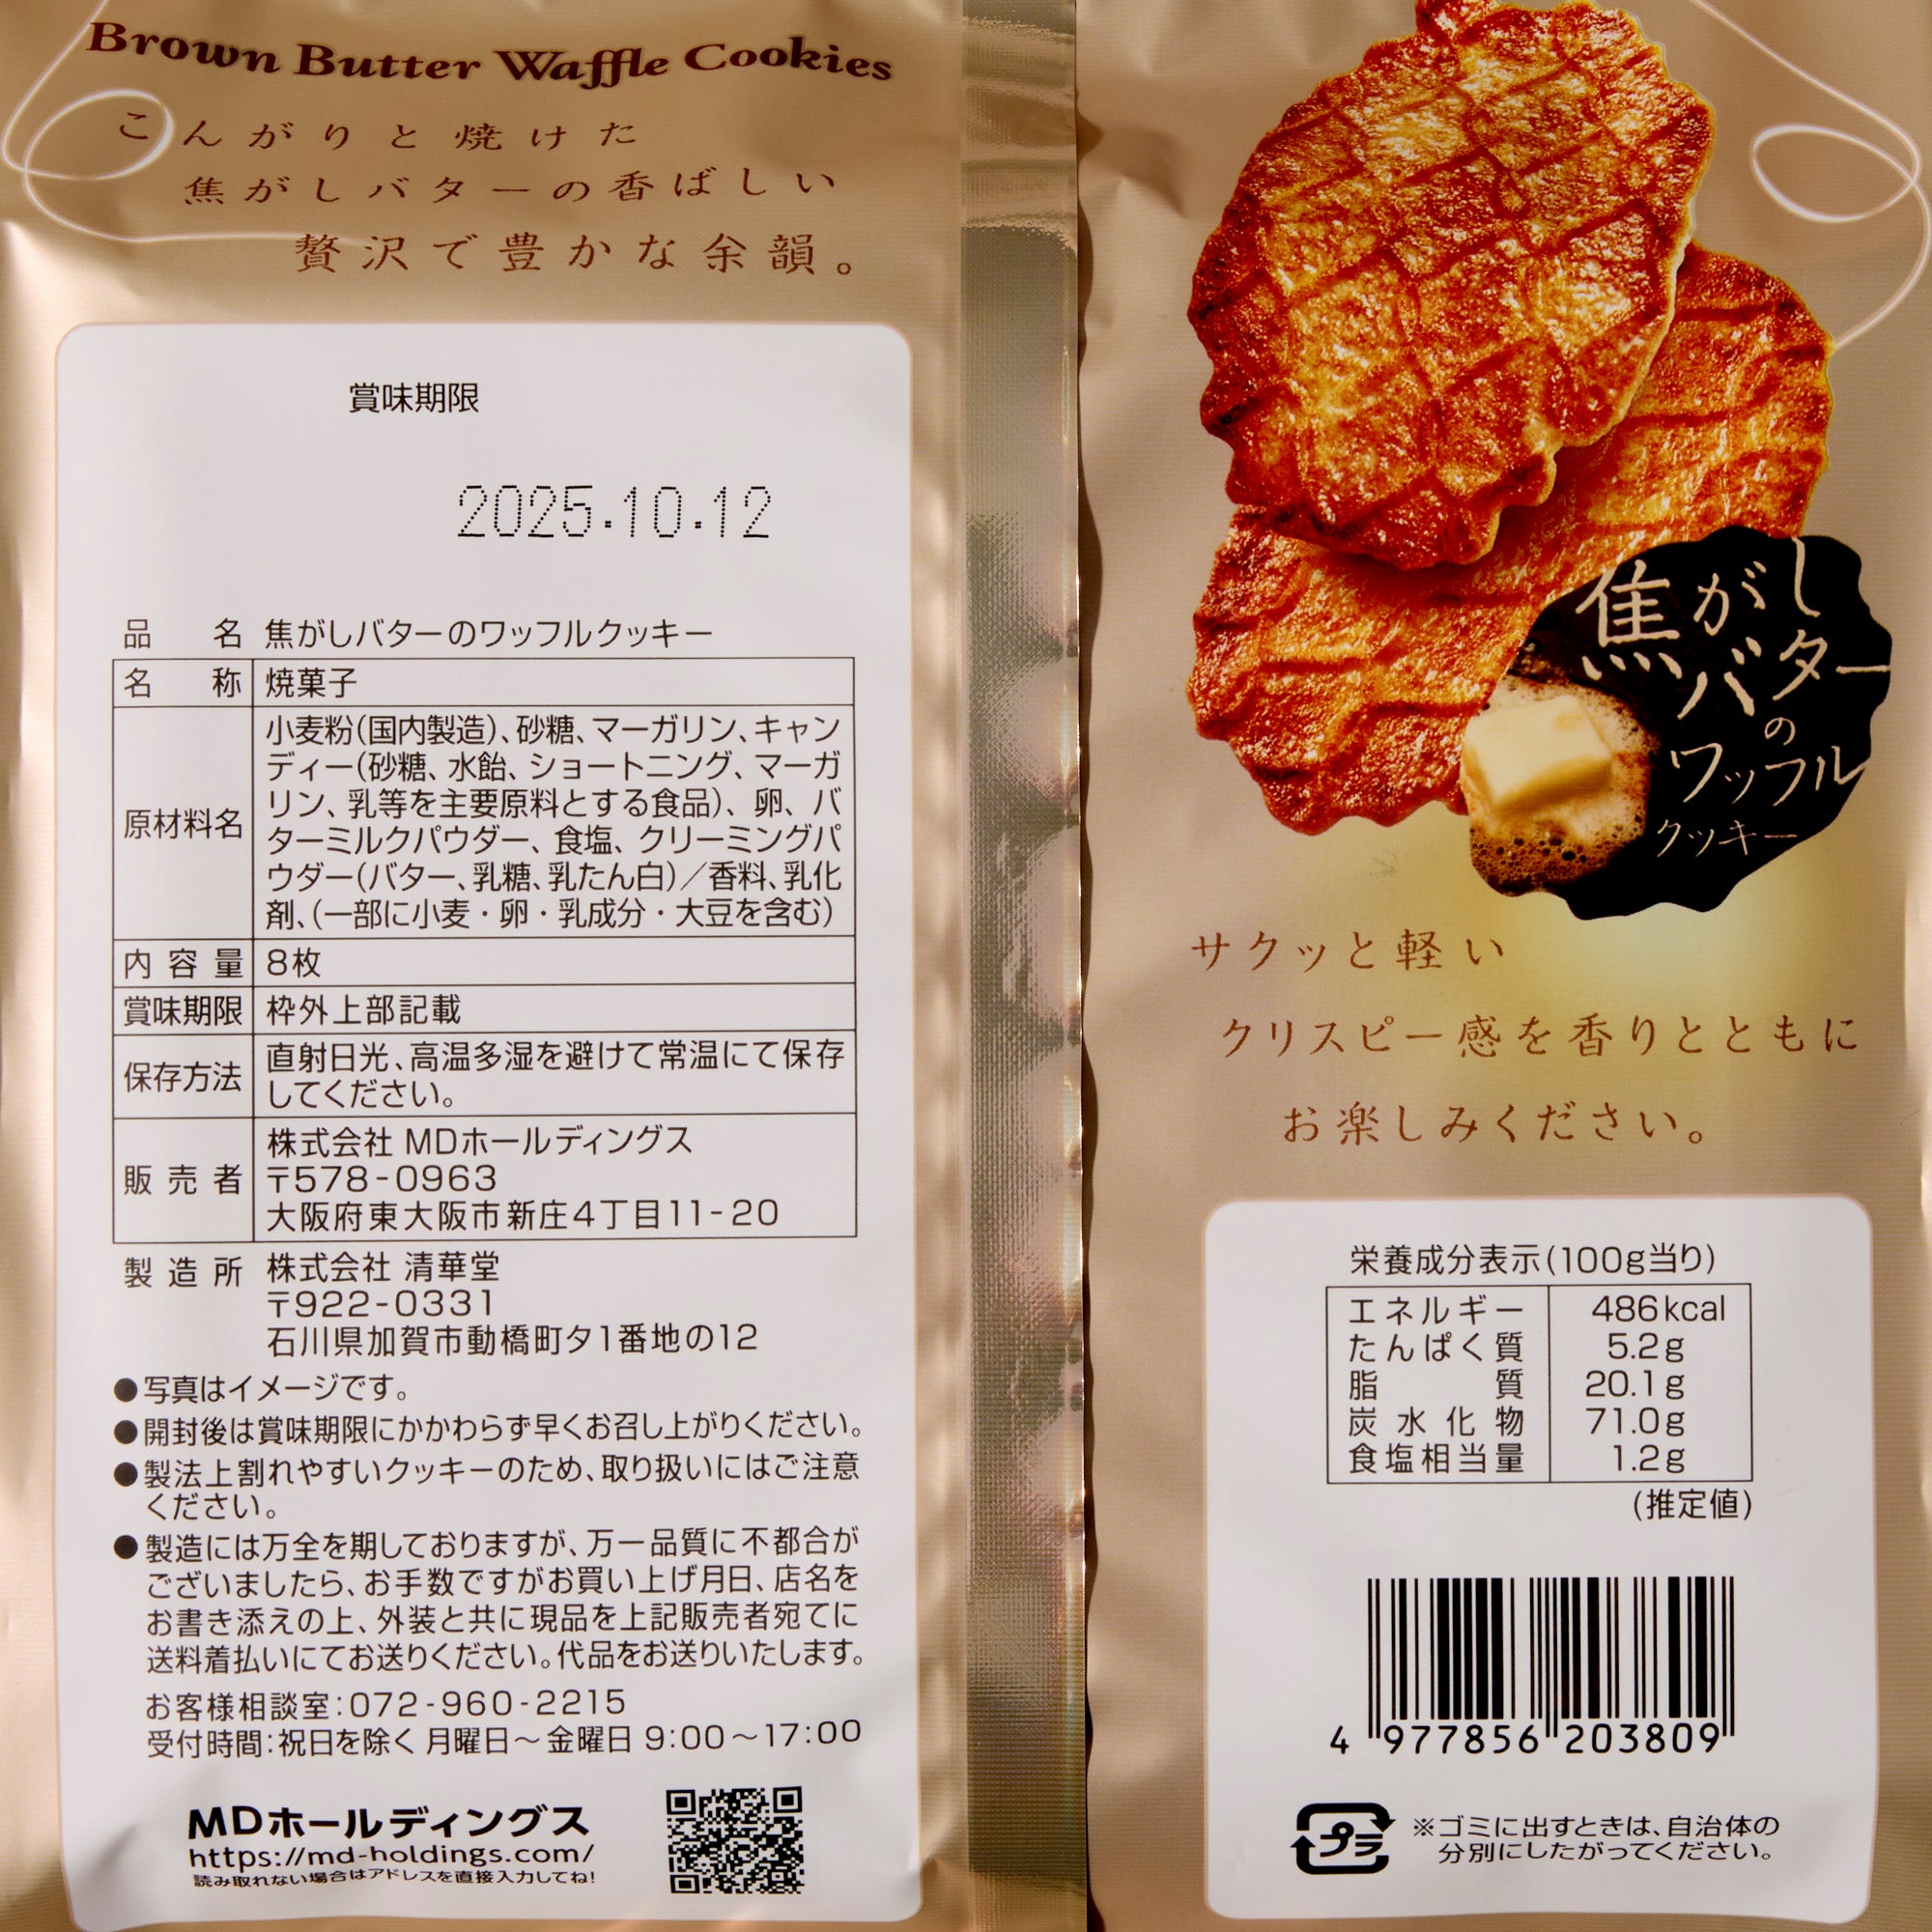 Brown Butter Waffle Cookies
こんがりと焼けた
焦がしバターの香ばしい
贅沢で豊かな余韻。
賞味期限
2025.10.12
品名 焦がしバターのワッフルクッキー
名称 焼菓子
原材料名 小麦粉(国内製造)、砂糖、マーガリン、キャン
ディー(砂糖、水飴、ショートニング、マーガ
リン、乳等を主要原料とする食品)、卵、バ
ターミルクパウダー、食塩、クリーミングパ
ウダー(バター、乳糖、乳たん白)／香料、乳化
剤、(一部に小麦・卵・乳成分・大豆を含む)
内容量 8枚
賞味期限 枠外上部記載
保存方法 直射日光、高温多湿を避けて常温にて保存
してください。
販売者 株式会社 MDホールディングス
〒578-0963
大阪府東大阪市新庄4丁目11-20
製造所 株式会社 清華堂
〒922-0331
石川県加賀市動橋町タ1番地の12
●写真はイメージです。
●開封後は賞味期限にかかわらず早くお召し上がりください。
●製法上割れやすいクッキーのため、取り扱いにはご注意
ください。
●製造には万全を期しておりますが、万一品質に不都合が
ございましたら、お手数ですがお買い上げ月日、店名を
お書き添えの上、外装と共に現品を上記販売者宛てに
送料着払いにてお送りください。代品をお送りいたします。
お客様相談室:072-960-2215
受付時間:祝日を除く 月曜日～金曜日 9:00～17:00
MDホールディングス
https://md-holdings.com/
読み取れない場合はアドレスを直接入力してね!
焦がし
バター
の
ワッフル
クッキー
サクッと軽い
クリスピー感を香りとともに
お楽しみください。
栄養成分表示(100g当り)
エネルギー 486kcal
たんぱく質 5.2g
脂質 20.1g
炭水化物 71.0g
食塩相当量 1.2g
(推定値)
4 977856 203809
プラ
※ゴミに出すときは、自治体の
分別にしたがってください。